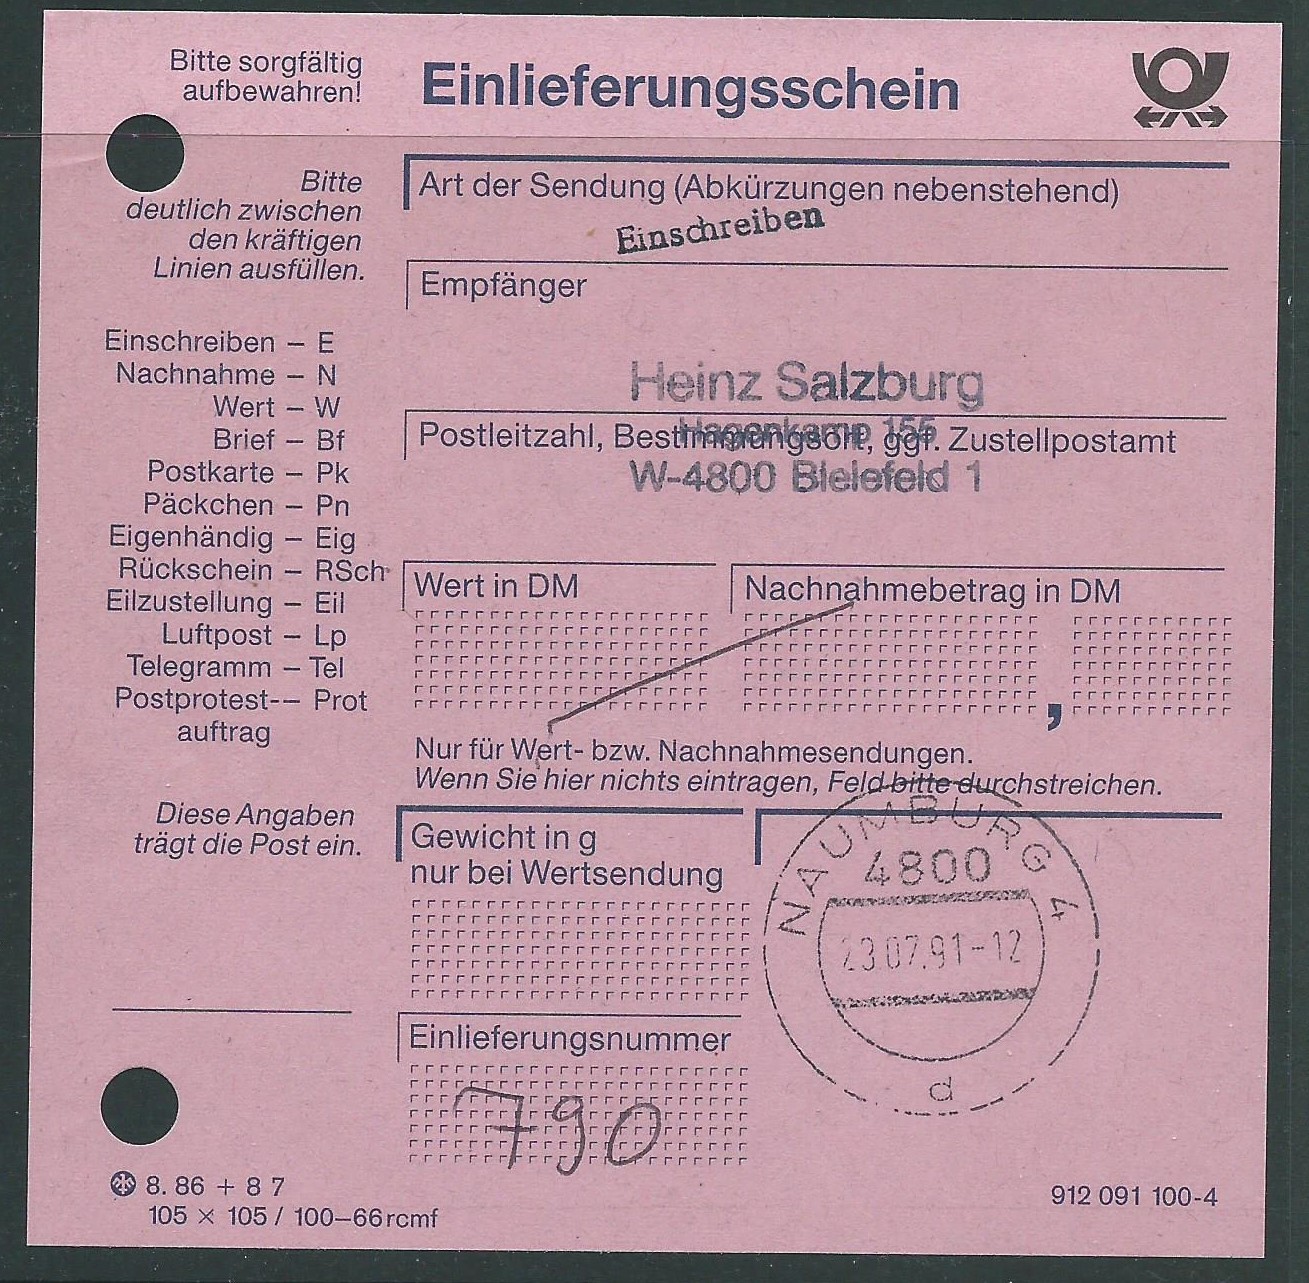 Bitte sorgfältig
aufbewahren!
Einlieferungsschein
Bitte
deutlich zwischen
den kräftigen
Linien ausfüllen.
Einschreiben – E
Nachnahme – N
Wert – W
Brief – Bf
Postkarte – Pk
Päckchen – Pn
Eigenhändig – Eig
Rückschein – RSch
Eilzustellung – Eil
Luftpost – Lp
Telegramm – Tel
Postprotest-– Prot
auftrag
Diese Angaben
trägt die Post ein.
Art der Sendung (Abkürzungen nebenstehend)
Einschreiben
Empfänger
Heinz Salzburg
Hagenkamp 155
Postleitzahl, Bestimmungsort, ggf. Zustellpostamt
W-4800 Bielefeld 1
Wert in DM
Nachnahmebetrag in DM
,
Nur für Wert- bzw. Nachnahmesendungen.
Wenn Sie hier nichts eintragen, Feld bitte durchstreichen.
Gewicht in g
nur bei Wertsendung
NAUMBURG 4
4800
23.07.91-12
d
Einlieferungsnummer
790
8. 86 + 8 7
105 × 105 / 100–66rcmf
912 091 100-4